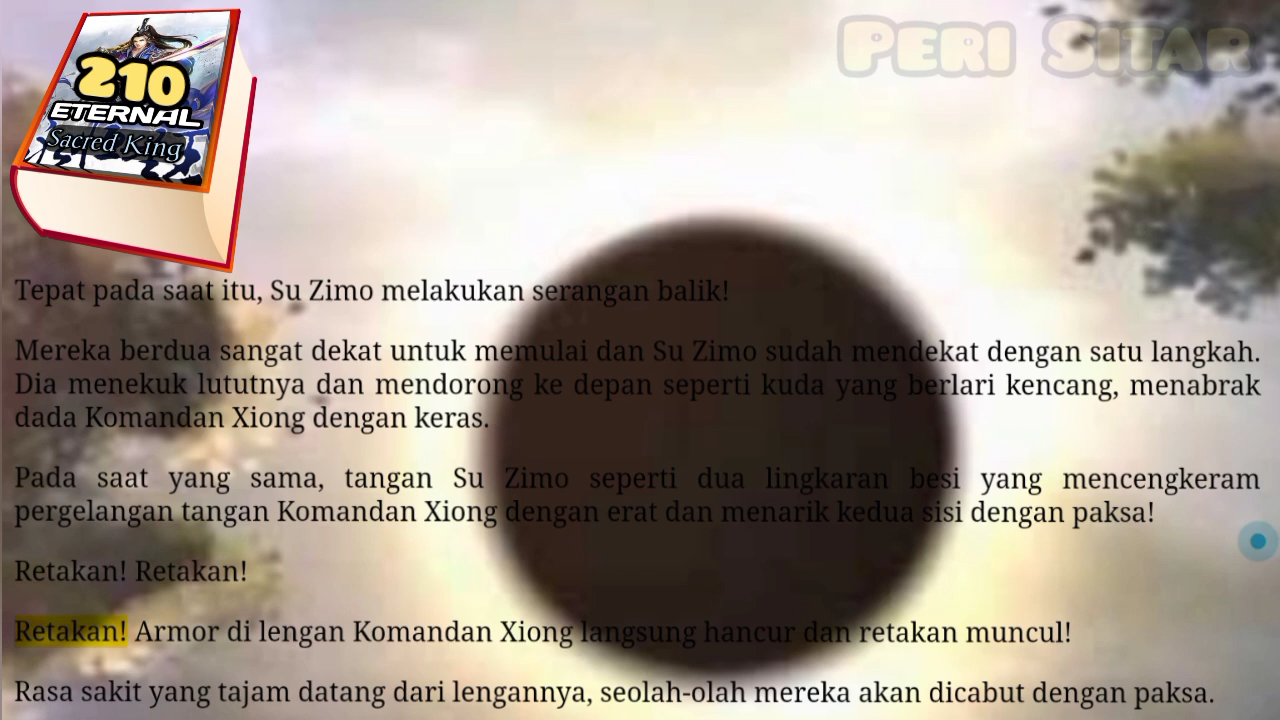 Peri Sitar
210
ETERNAL
Sacred King
Tepat pada saat itu, Su Zimo melakukan serangan balik!
Mereka berdua sangat dekat untuk memulai dan Su Zimo sudah mendekat dengan satu langkah.
Dia menekuk lututnya dan mendorong ke depan seperti kuda yang berlari kencang, menabrak
dada Komandan Xiong dengan keras.
Pada saat yang sama, tangan Su Zimo seperti dua lingkaran besi yang mencengkeram
pergelangan tangan Komandan Xiong dengan erat dan menarik kedua sisi dengan paksa!
Retakan! Retakan!
Retakan! Armor di lengan Komandan Xiong langsung hancur dan retakan muncul!
Rasa sakit yang tajam datang dari lengannya, seolah-olah mereka akan dicabut dengan paksa.